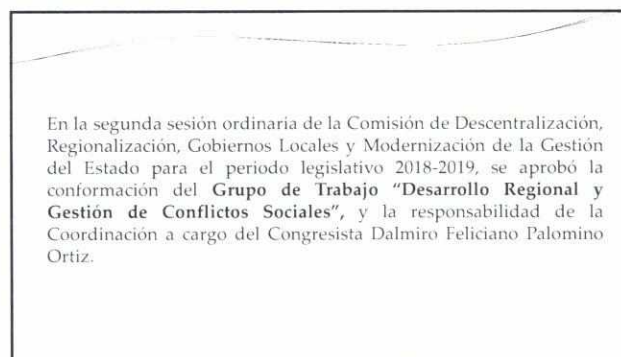 En la segunda sesión ordinaria de la Comisión de Descentralización,
Regionalización, Gobiernos Locales y Modernización de la Gestión
del Estado para el periodo legislativo 2018-2019, se aprobó la
conformación del Grupo de Trabajo “Desarrollo Regional y
Gestión de Conflictos Sociales”, y la responsabilidad de la
Coordinación a cargo del Congresista Dalmiro Feliciano Palomino
Ortiz.